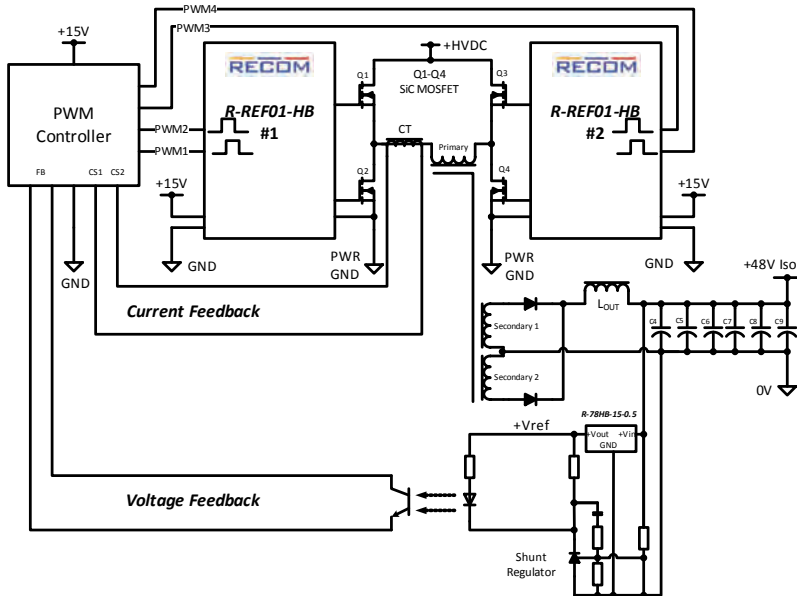 PWM4
PWM3
+15V
PWM
Controller
PWM2
PWM1
FB
CS1
CS2
GND
RECOM
R-REF01-HB
#1
+15V
GND
Q1
Q2
+HVDC
Q1-Q4
SiC MOSFET
CT
Primary
Q3
Q4
PWR
GND
PWR
GND
RECOM
R-REF01-HB
#2
+15V
GND
Current Feedback
+48V Iso
LOUT
Secondary 1
Secondary 2
C4
C5
C6
C7
C8
C9
0V
R-78HB-15-0.5
+Vref
+Vout
+Vin
GND
Voltage Feedback
Shunt
Regulator